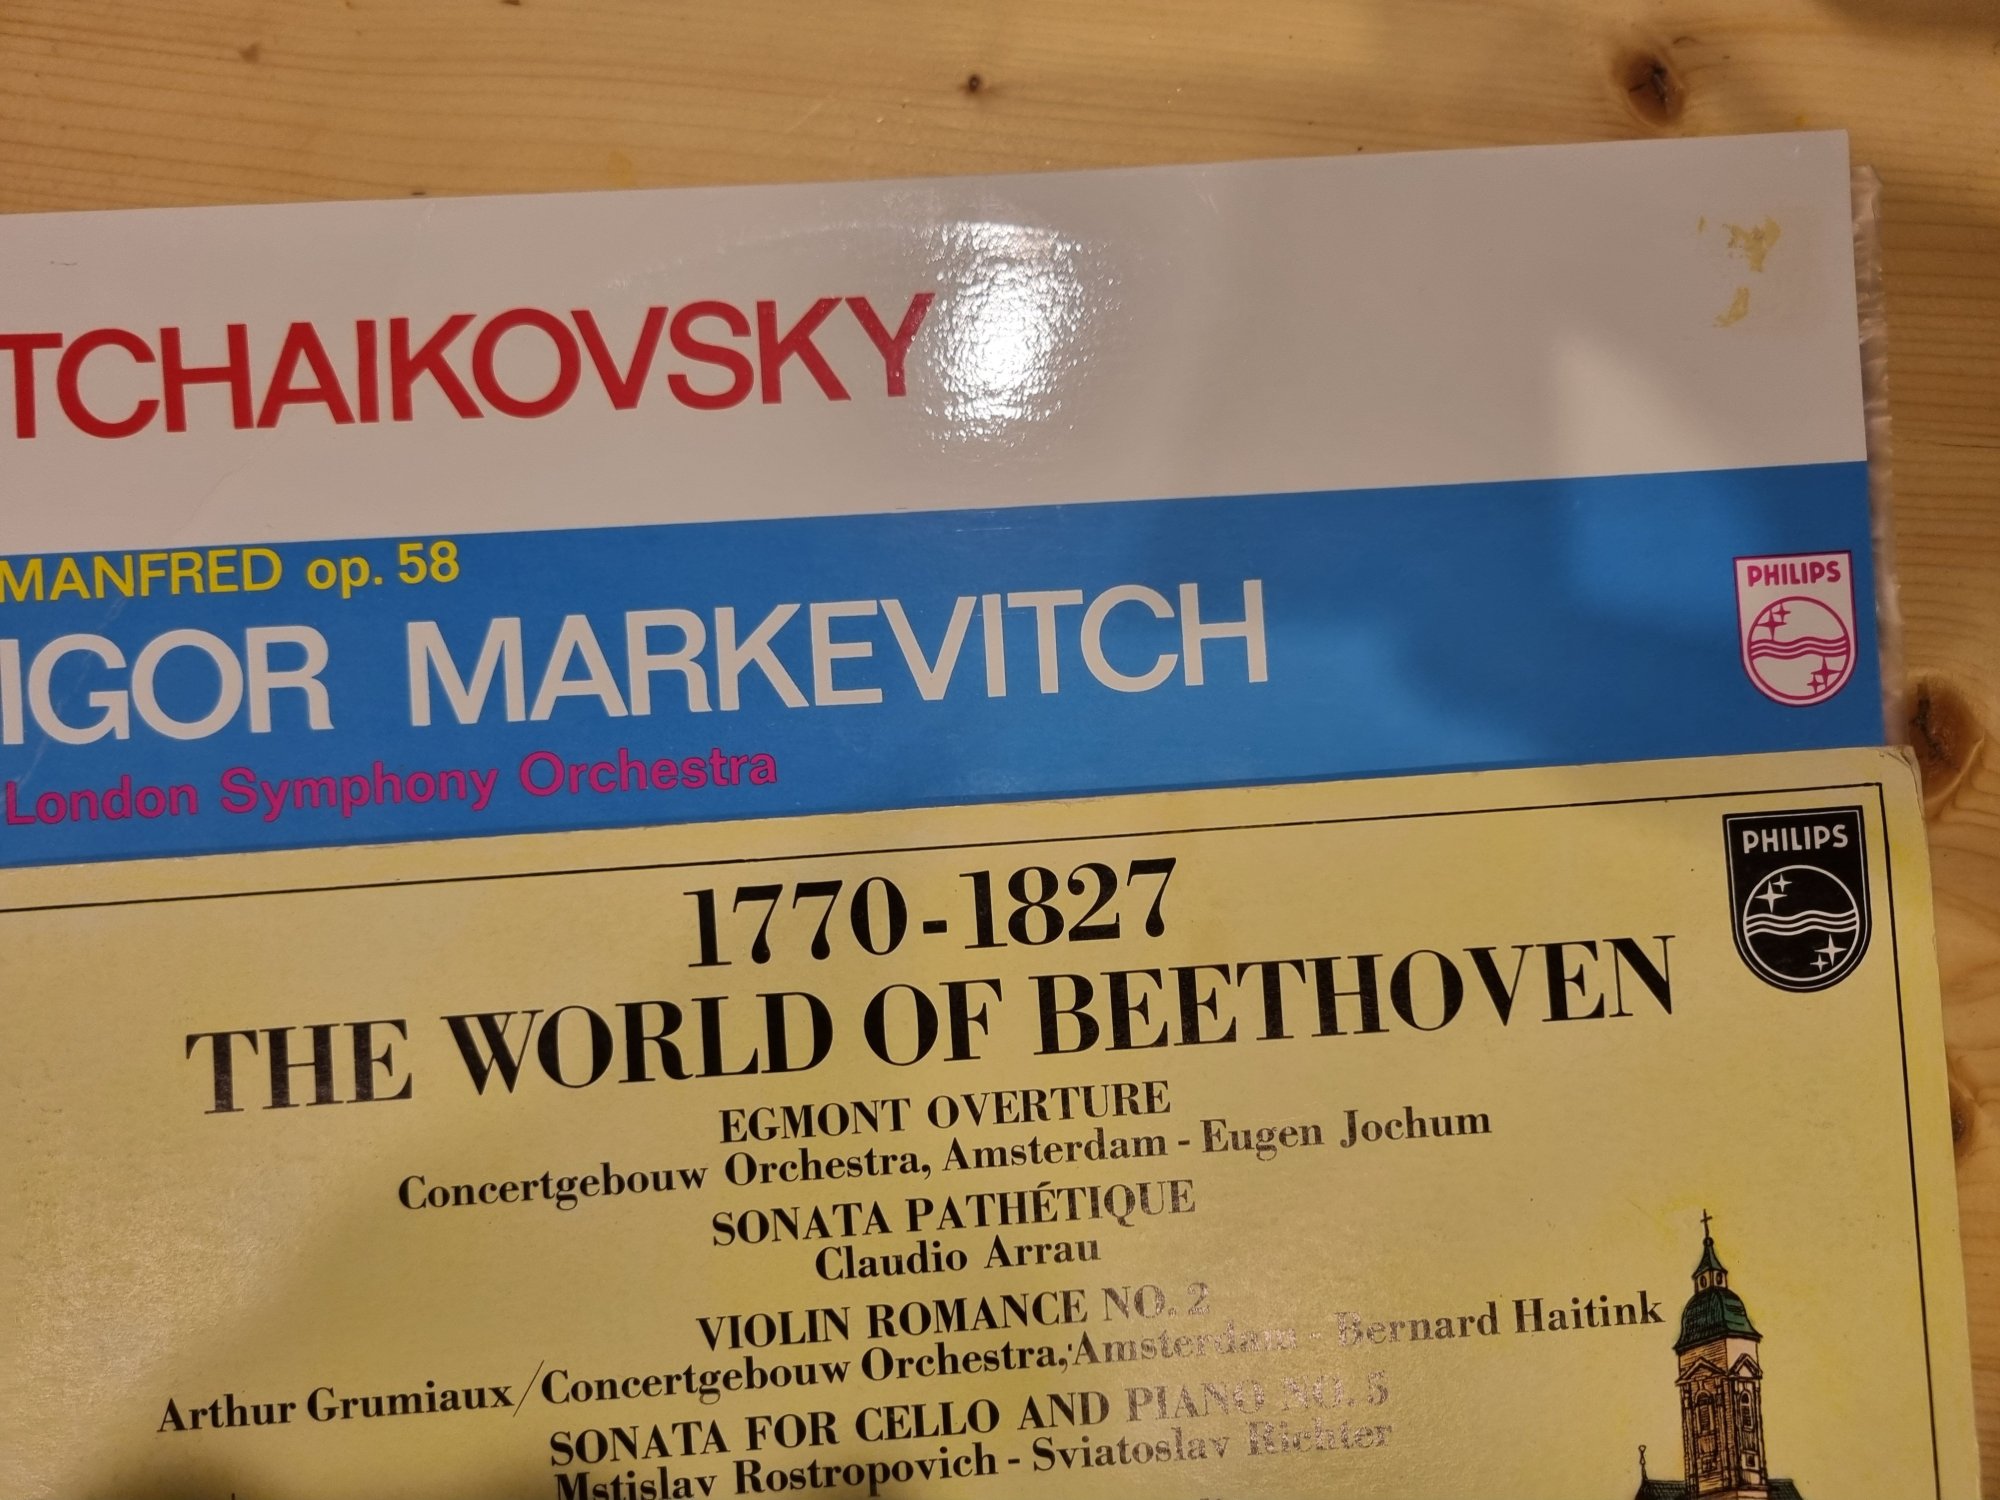 TCHAIKOVSKY
MANFRED op. 58
IGOR MARKEVITCH
London Symphony Orchestra
PHILIPS
PHILIPS
1770-1827
THE WORLD OF BEETHOVEN
EGMONT OVERTURE
Concertgebouw Orchestra, Amsterdam - Eugen Jochum
SONATA PATHÉTIQUE
Claudio Arrau
VIOLIN ROMANCE NO. 2
Arthur Grumiaux/Concertgebouw Orchestra, Amsterdam - Bernard Haitink
SONATA FOR CELLO AND PIANO NO. 5
Mstislav Rostropovich - Sviatoslav Richter